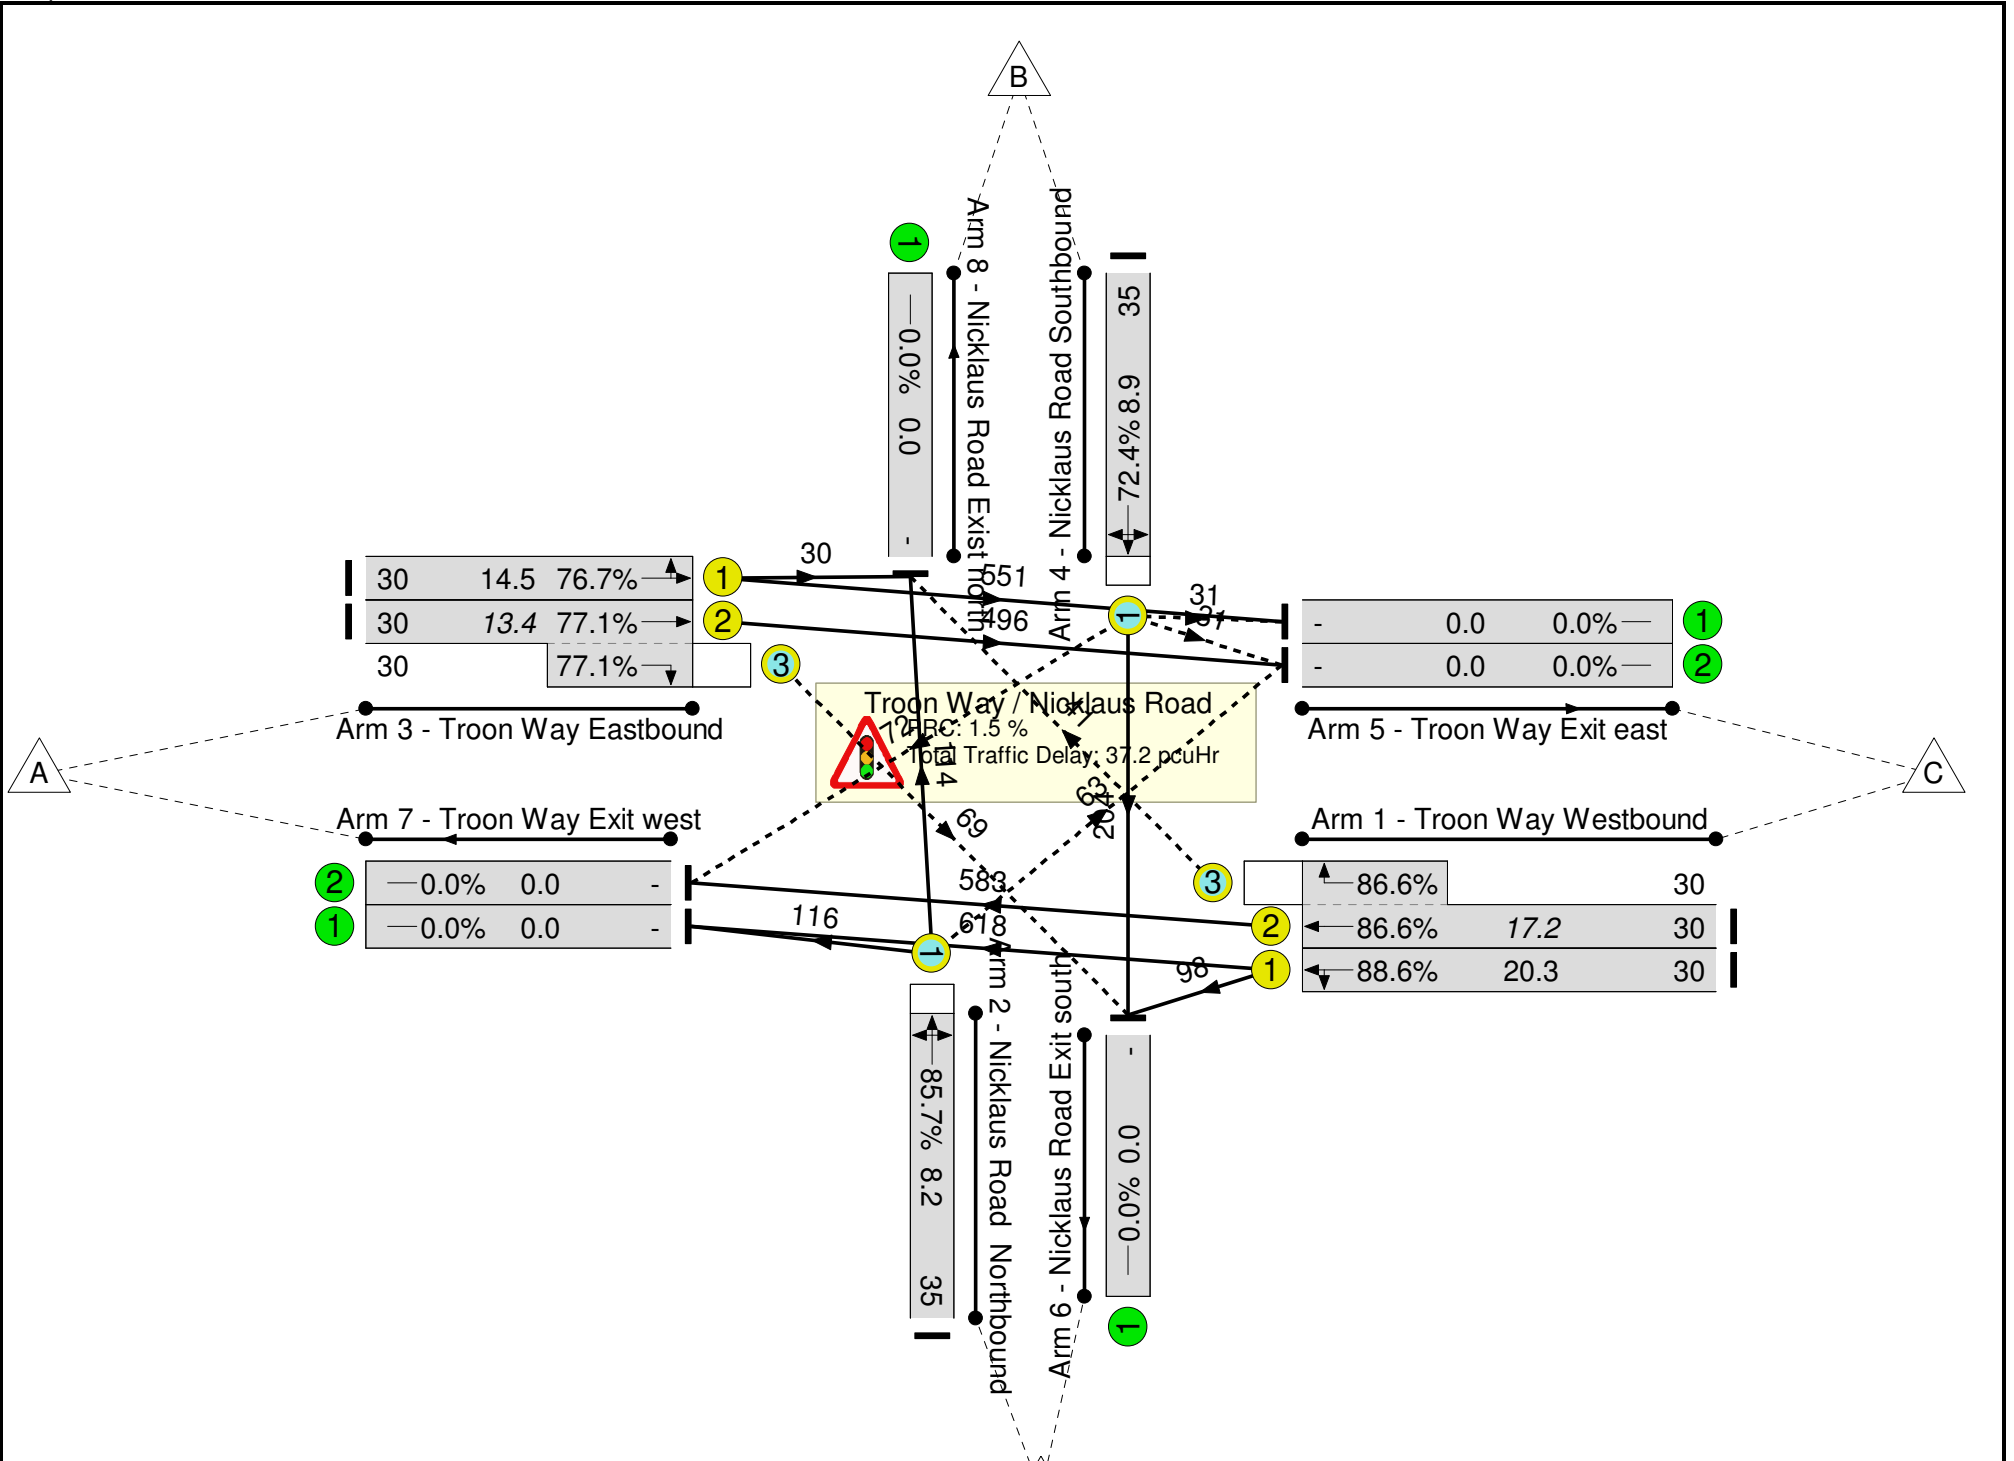 B
1
Arm 8 - Nicklaus Road Exist north
Arm 4 - Nicklaus Road Southbound
0.0% 0.0 -
35 8.9 72.4%
30 14.5 76.7% 1
30 13.4 77.1% 2
30 77.1% 3
Arm 3 - Troon Way Eastbound
30
551
496
1
31
31
- 0.0 0.0% 1
- 0.0 0.0% 2
Arm 5 - Troon Way Exit east
A
C
Troon Way / Nicklaus Road
PRC: 1.5 %
Total Traffic Delay: 37.2 pcuHr
72
114
69
63
204
Arm 7 - Troon Way Exit west
2 0.0% 0.0 -
1 0.0% 0.0 -
Arm 1 - Troon Way Westbound
3 86.6% 30
2 86.6% 17.2 30
1 88.6% 20.3 30
583
618
116
98
1
85.7% 8.2 35
Arm 2 - Nicklaus Road Northbound
Arm 6 - Nicklaus Road Exit south
- 0.0 0.0%
1